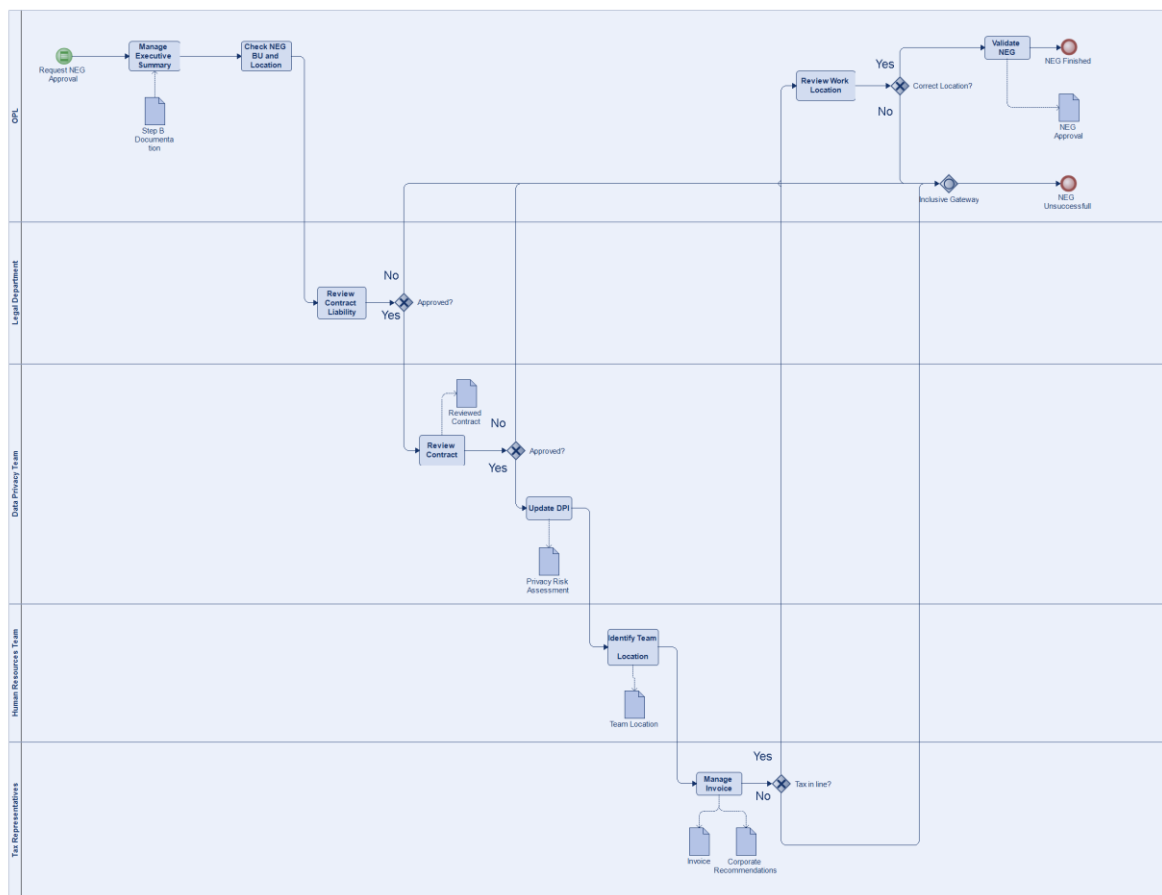 OPL
Request NEG
Approval
Manage
Executive
Summary
Step B
Documenta
tion
Check NEG
BU and
Location
Review Work
Location
Yes
Correct Location?
No
Validate
NEG
NEG Finished
NEG
Approval
Inclusive Gateway
NEG
Unsuccessfull
Legal Department
Review
Contract
Liability
No
Approved?
Yes
Data Privacy Team
Reviewed
Contract
Review
Contract
No
Approved?
Yes
Update DPI
Privacy Risk
Assessment
Human Resources Team
Identify Team
Location
Team Location
Tax Representatives
Manage
Invoice
Yes
Tax in line?
No
Invoice
Corporate
Recommendations